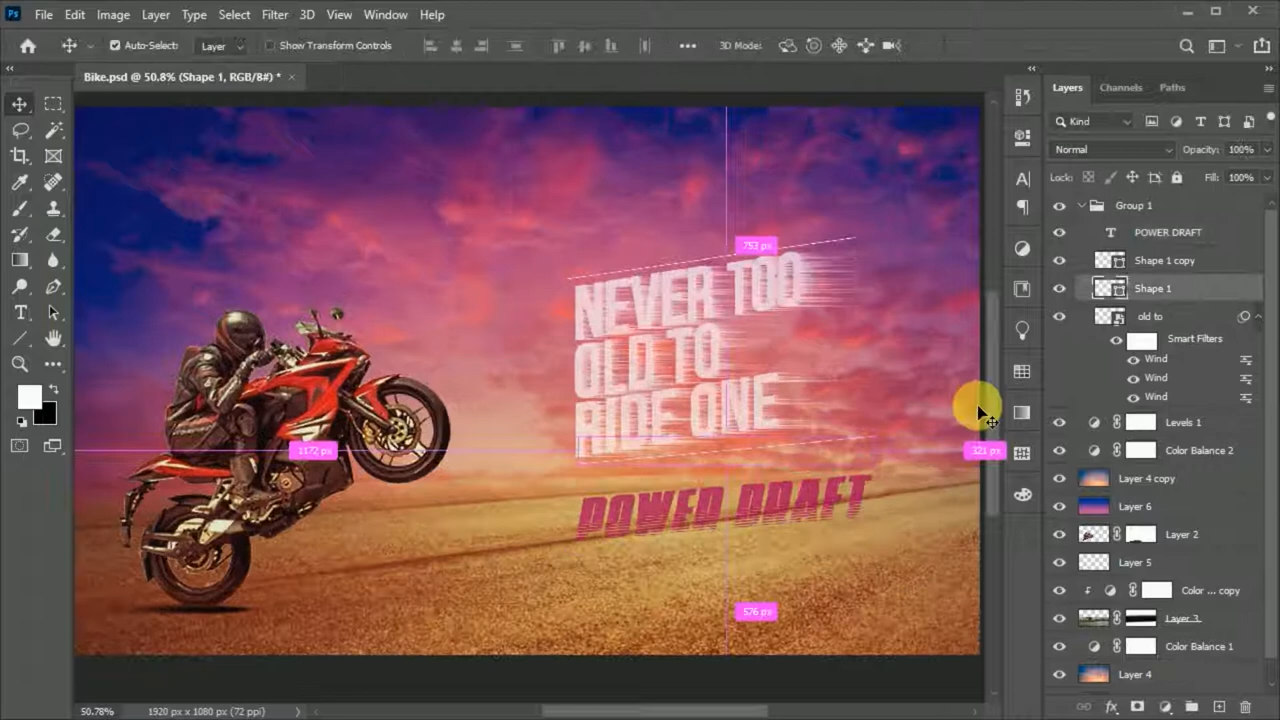 Ps File Edit Image Layer Type Select Filter 3D View Window Help
Auto-Select: Layer Show Transform Controls 3D Mode:
Bike.psd @ 50.8% (Shape 1, RGB/8#) *
Layers Channels Paths
Kind
Normal Opacity: 100%
Lock: Fill: 100%
Group 1
POWER DRAFT
Shape 1 copy
Shape 1
old to
Smart Filters
Wind
Wind
Wind
Levels 1
Color Balance 2
Layer 4 copy
Layer 6
Layer 2
Layer 5
Color ... copy
Layer 3
Color Balance 1
Layer 4
753 px
NEVER TOO
OLD TO
RIDE ONE
1172 px
321 px
POWER DRAFT
576 px
50.78% 1920 px x 1080 px (72 ppi)